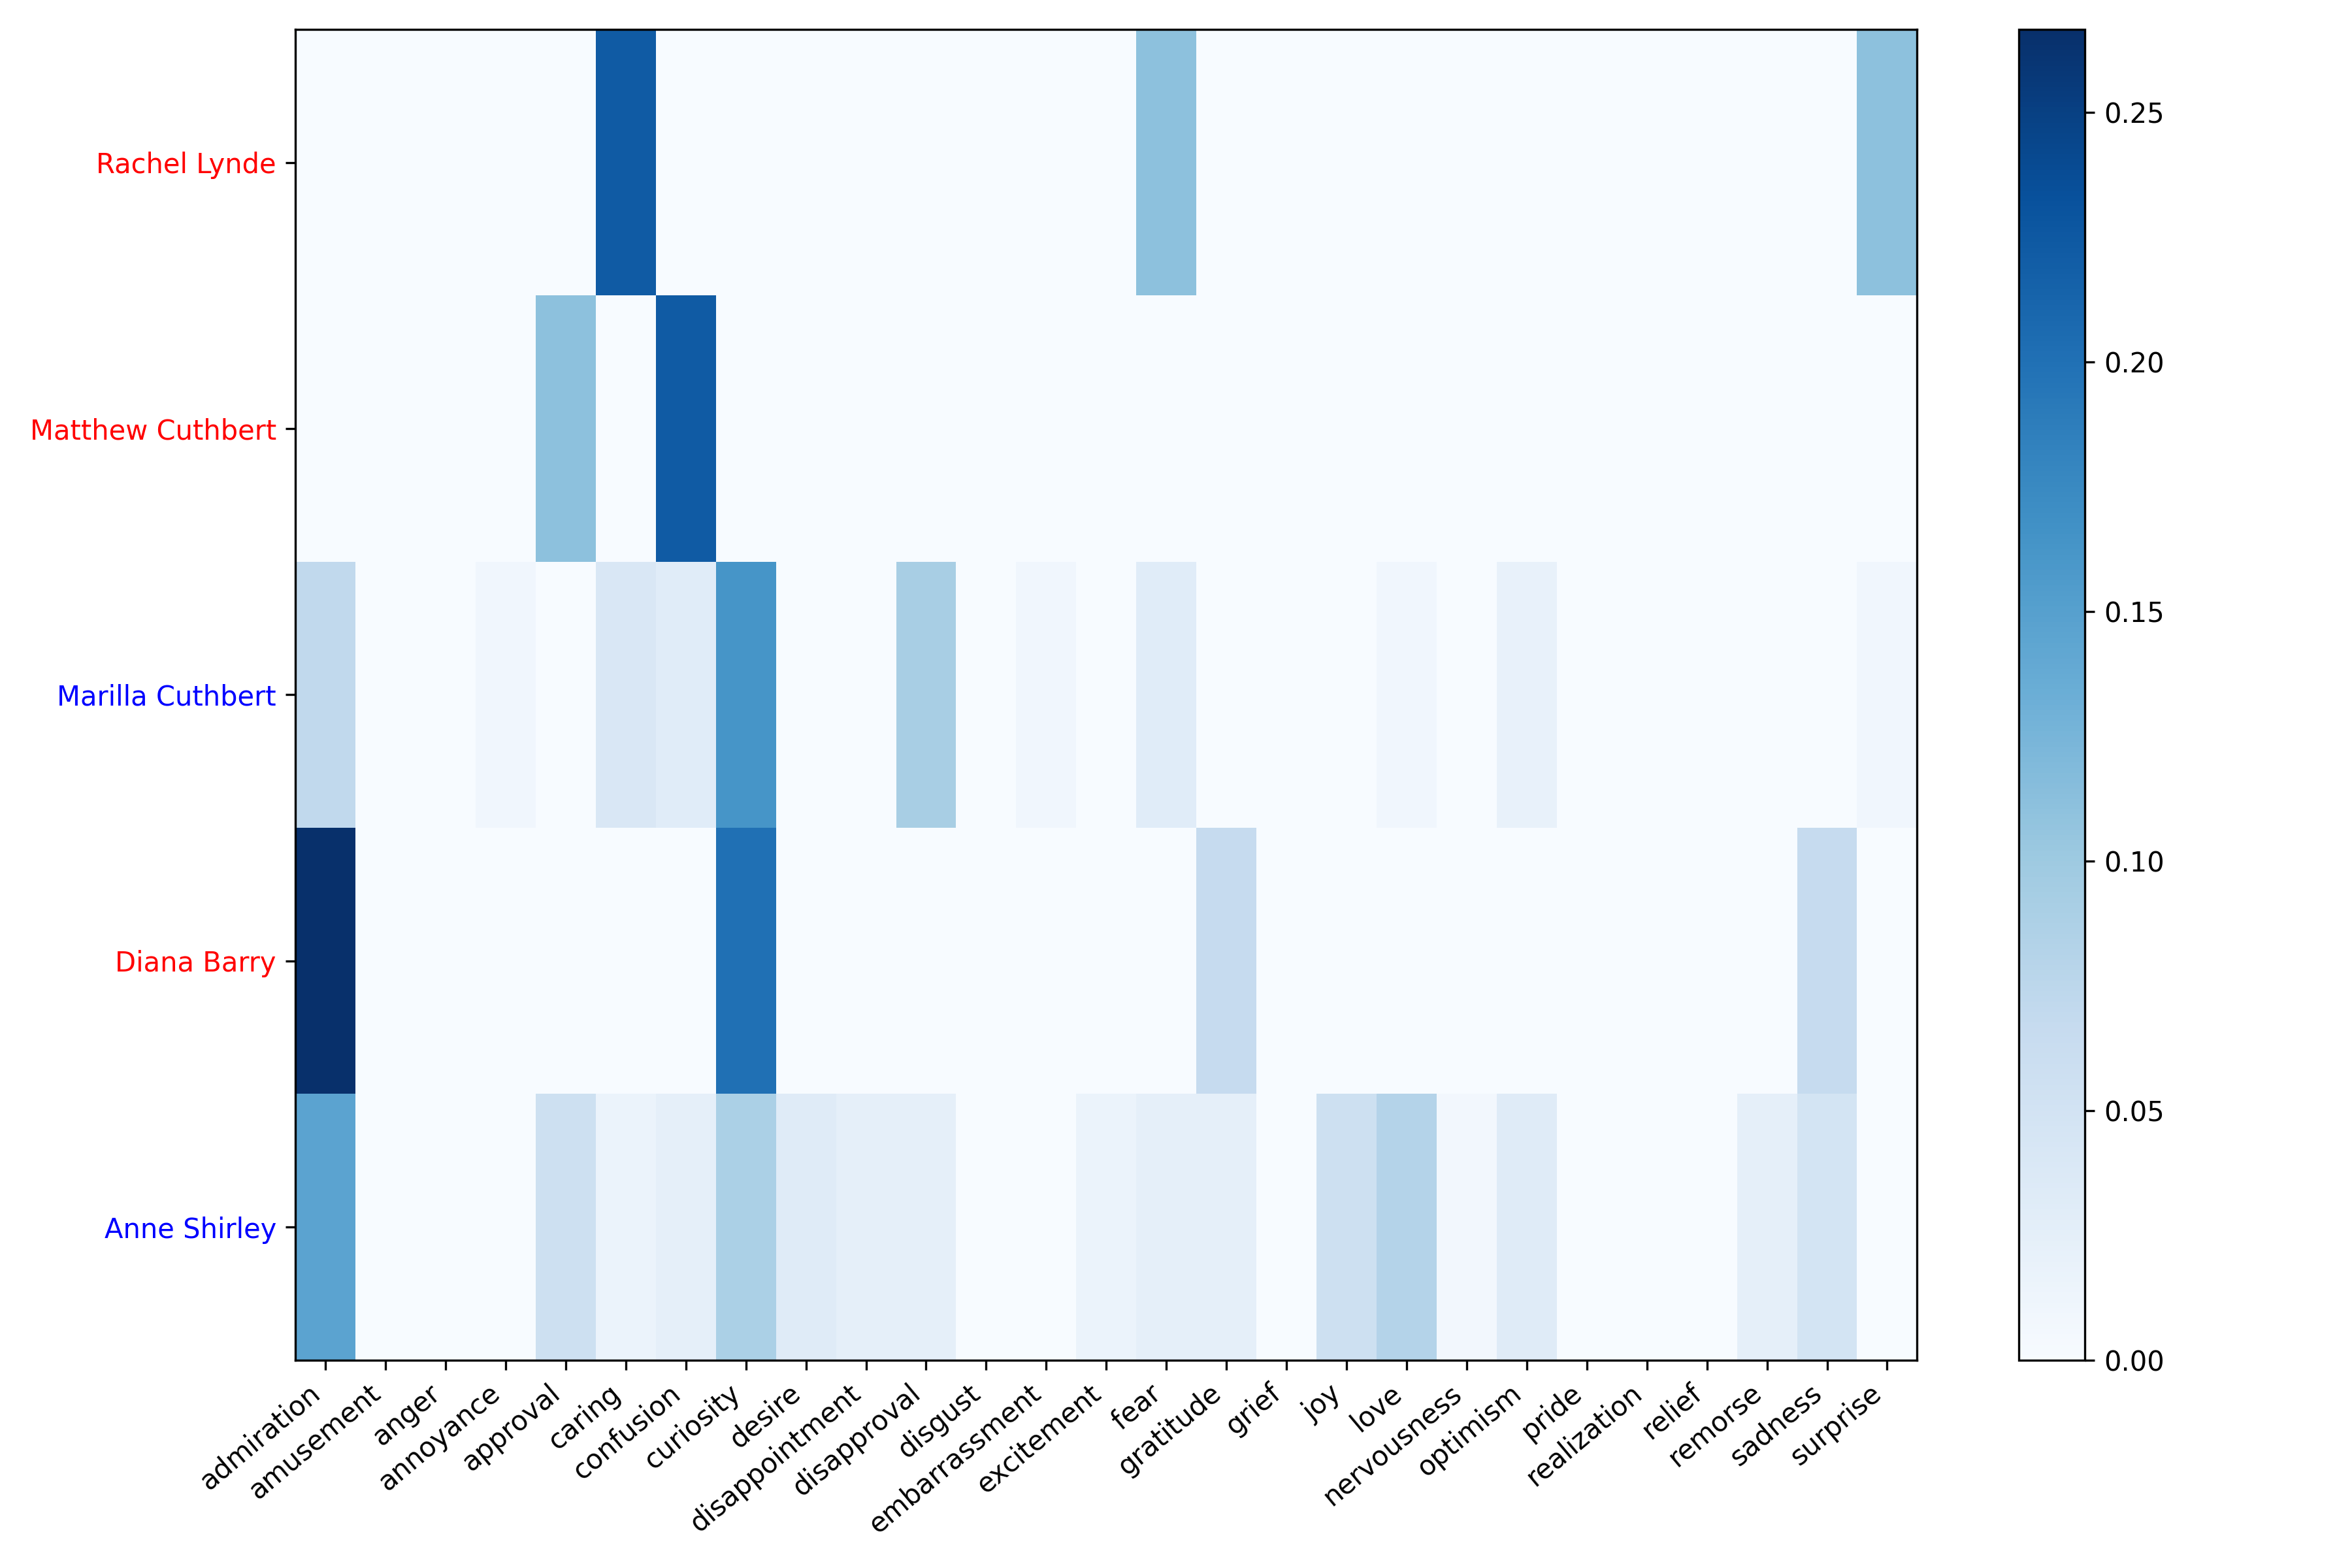 Rachel Lynde
Matthew Cuthbert
Marilla Cuthbert
Diana Barry
Anne Shirley
admiration
amusement
anger
annoyance
approval
caring
confusion
curiosity
desire
disappointment
disapproval
disgust
embarrassment
excitement
fear
gratitude
grief
joy
love
nervousness
optimism
pride
realization
relief
remorse
sadness
surprise
0.25
0.20
0.15
0.10
0.05
0.00